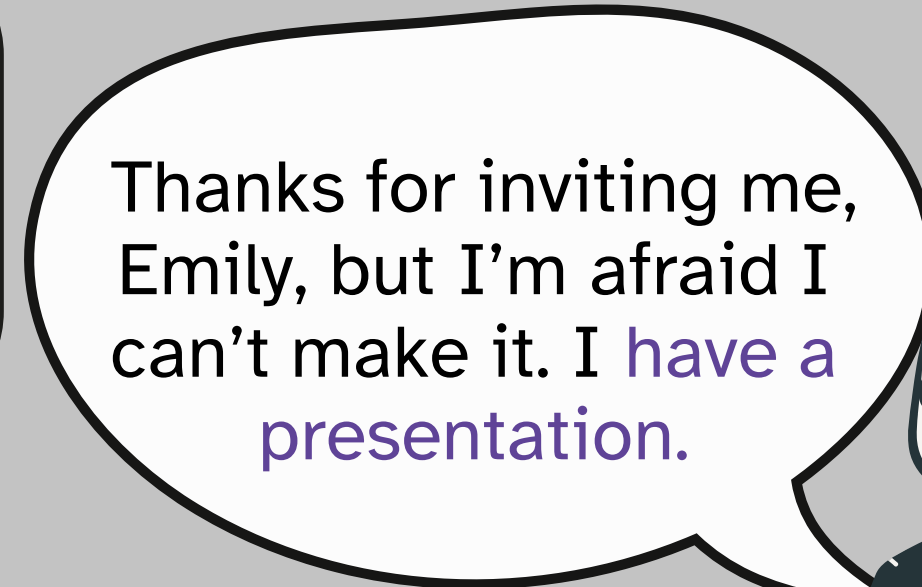 Thanks for inviting me,
Emily, but I’m afraid I
can’t make it. I have a
presentation.